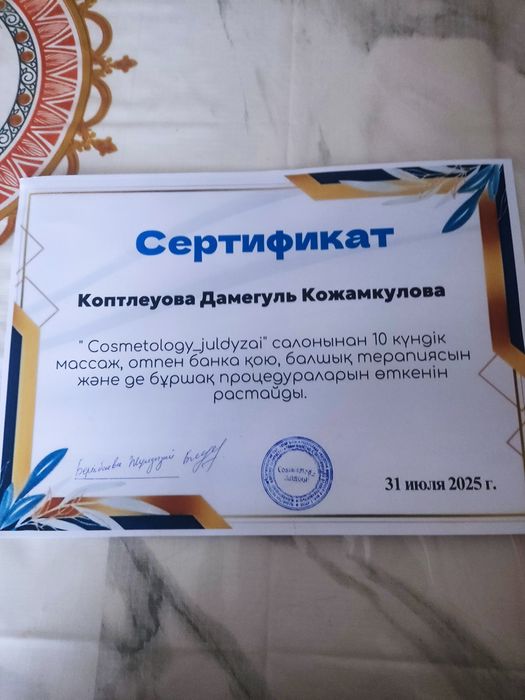 Сертификат
Коптлеуова Дамегуль Кожамкулова
" Cosmetology_juldyzai" салонынан 10 күндік
массаж, отпен банка қою, балшық терапиясын
және де бұршақ процедураларын өткенін
растайды.
31 июля 2025 г.